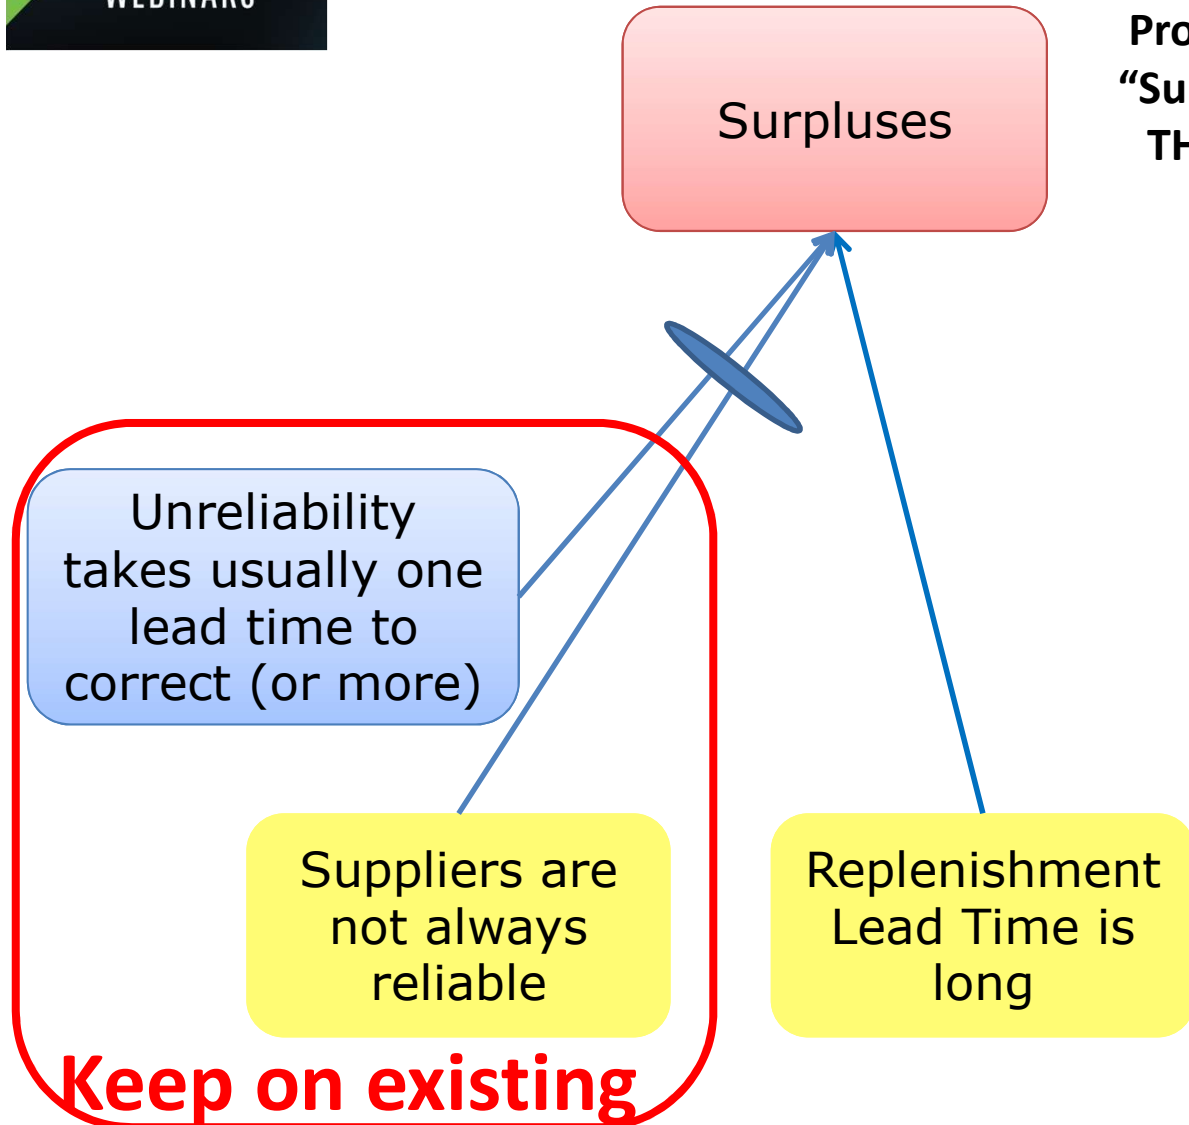 Surpluses
Unreliability
takes usually one
lead time to
correct (or more)
Suppliers are
not always
reliable
Replenishment
Lead Time is
long
Keep on existing